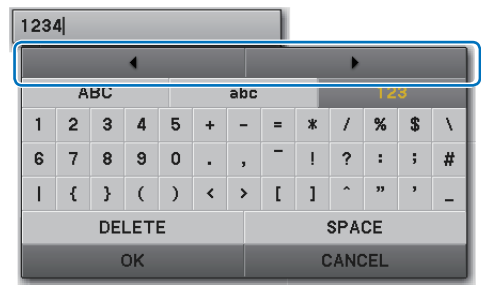 1234
◀ ▶
ABC abc 123
1 2 3 4 5 + - = * / % $ \
6 7 8 9 0 . , ‾ ! ? : ; #
| { } ( ) < > [ ] ^ " ' _
DELETE SPACE
OK CANCEL